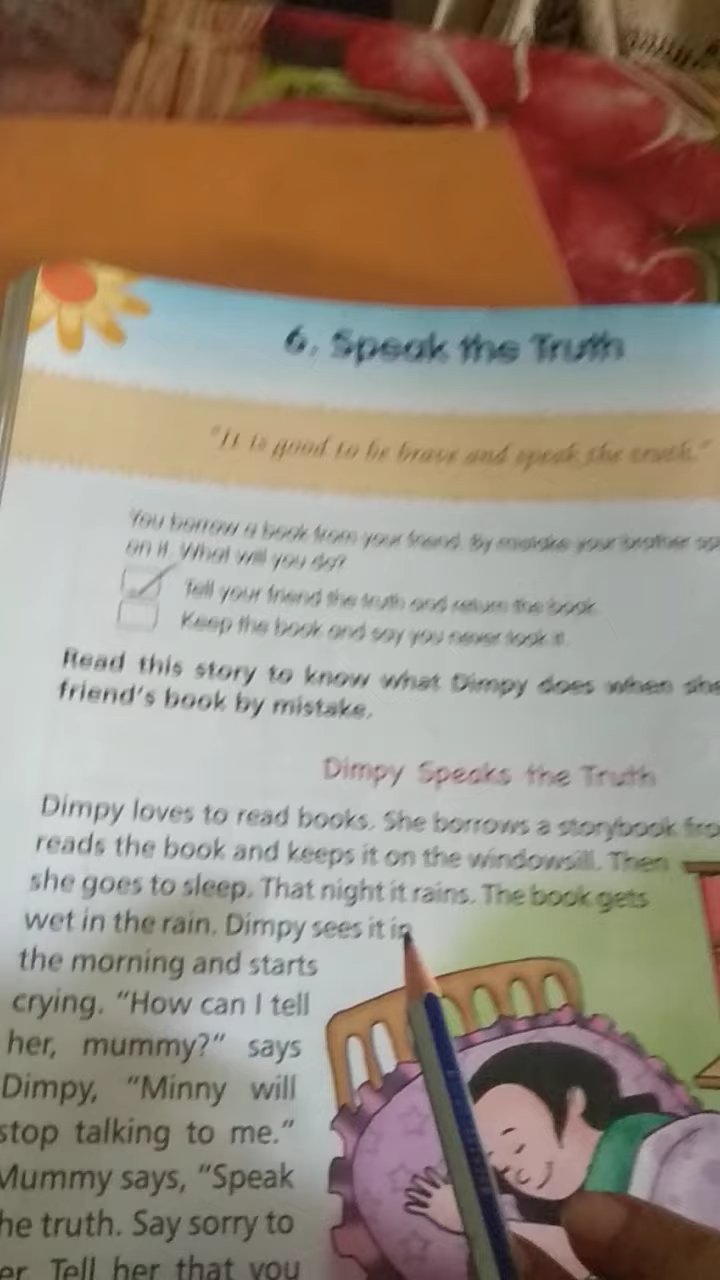 6. Speak the Truth
"It is good to be brave and speak the truth."
You borrow a book from your friend. By mistake your brother
on it. What will you do?
Tell your friend the truth and return the book.
Keep the book and say you never took it.
Read this story to know what Dimpy does when she
friend's book by mistake.
Dimpy Speaks the Truth
Dimpy loves to read books. She borrows a storybook
reads the book and keeps it on the windowsill. Then
she goes to sleep. That night it rains. The book gets
wet in the rain. Dimpy sees it in
the morning and starts
crying. "How can I tell
her, mummy?" says
Dimpy, "Minny will
stop talking to me."
Mummy says, "Speak
he truth. Say sorry to
er. Tell her that you